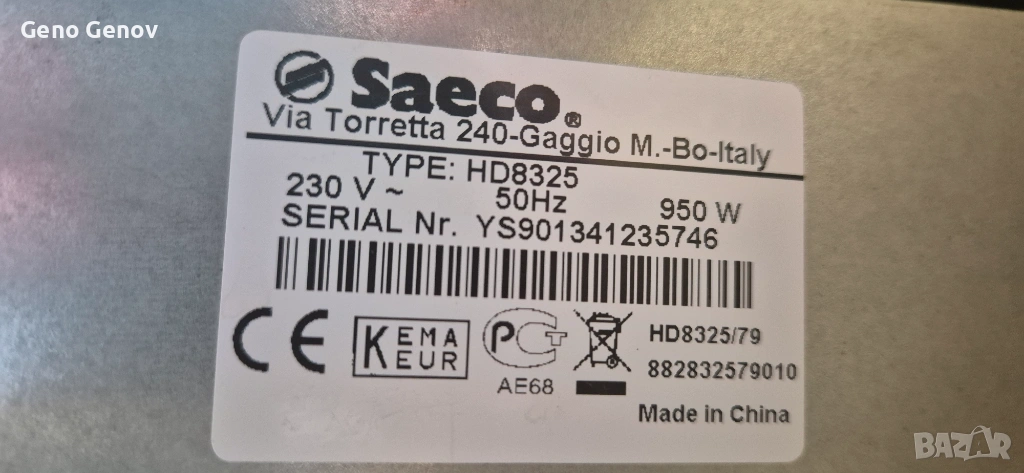 Geno Genov
Saeco®
Via Torretta 240-Gaggio M.-Bo-Italy
TYPE: HD8325
230 V ~ 50Hz 950 W
SERIAL Nr. YS901341235746
CE
KEMA
KEUR
PCT
AE68
HD8325/79
882832579010
Made in China
BAZAR